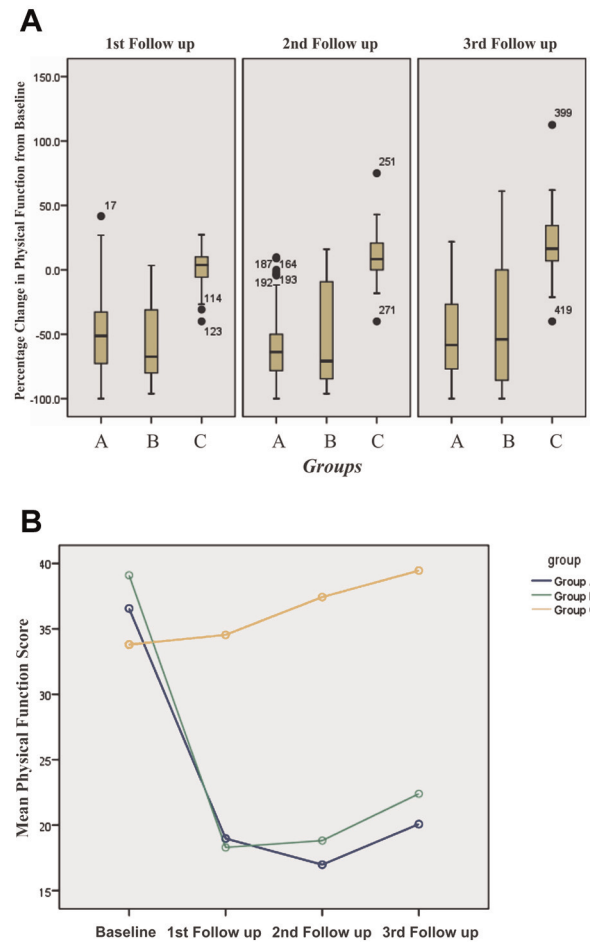 A
1st Follow up 2nd Follow up 3rd Follow up
Percentage Change in Physical Function from Baseline
150.0
100.0
50.0
0.0
-50.0
-100.0
17
114
123
251
187 164
192 193
271
399
419
A B C A B C A B C
Groups
B
Mean Physical Function Score
40
35
30
25
20
15
Baseline 1st Follow up 2nd Follow up 3rd Follow up
group
Group
Group
Group